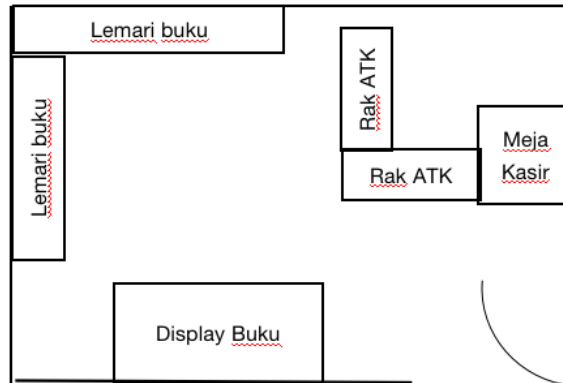 Lemari buku
Rak ATK
Lemari buku
Meja
Kasir
Rak ATK
Display Buku